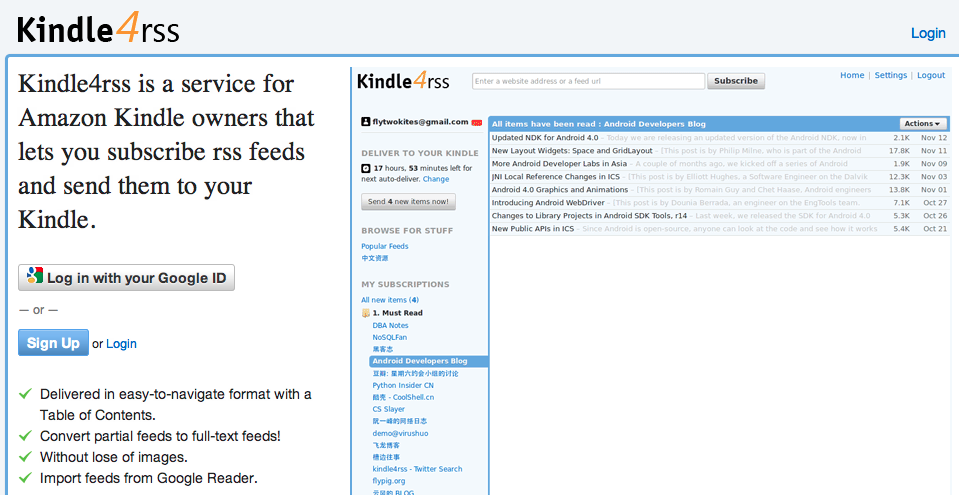 Kindle4rss
Login
Kindle4rss is a service for
Amazon Kindle owners that
lets you subscribe rss feeds
and send them to your
Kindle.
Log in with your Google ID
— or —
Sign Up or Login
Delivered in easy-to-navigate format with a
Table of Contents.
Convert partial feeds to full-text feeds!
Without lose of images.
Import feeds from Google Reader.
Kindle4rss
Enter a website address or a feed url
Subscribe
Home | Settings | Logout
flytwokites@gmail.com
DELIVER TO YOUR KINDLE
17 hours, 53 minutes left for
next auto-deliver. Change
Send 4 new items now!
BROWSE FOR STUFF
Popular Feeds
中文资源
MY SUBSCRIPTIONS
All new items (4)
1. Must Read
DBA Notes
NoSQLFan
黑客志
Android Developers Blog
豆瓣: 星期六约会小组的讨论
Python Insider CN
酷壳 - CoolShell.cn
CS Slayer
阮一峰的网络日志
demo@virushuo
飞龙博客
槽边往事
kindle4rss - Twitter Search
flypig.org
云风的 BLOG
All items have been read : Android Developers Blog
Actions
Updated NDK for Android 4.0 - Today we are releasing an updated version of the Android NDK, now in 2.1K Nov 12
New Layout Widgets: Space and GridLayout - [This post is by Philip Milne, who is part of the Android 17.8K Nov 11
More Android Developer Labs in Asia - A couple of months ago, we kicked off a series of Android 1.9K Nov 09
JNI Local Reference Changes in ICS - [This post is by Elliott Hughes, a Software Engineer on the Dalvik 12.3K Nov 03
Android 4.0 Graphics and Animations - [This post is by Romain Guy and Chet Haase, Android engineers 13.8K Nov 01
Introducing Android WebDriver - [This post is by Dounia Berrada, an engineer on the EngTools team. 7.1K Oct 27
Changes to Library Projects in Android SDK Tools, r14 - Last week, we released the SDK for Android 4.0 5.3K Oct 26
New Public APIs in ICS - Since Android is open-source, anyone can look at the code and see how it works 5.4K Oct 21